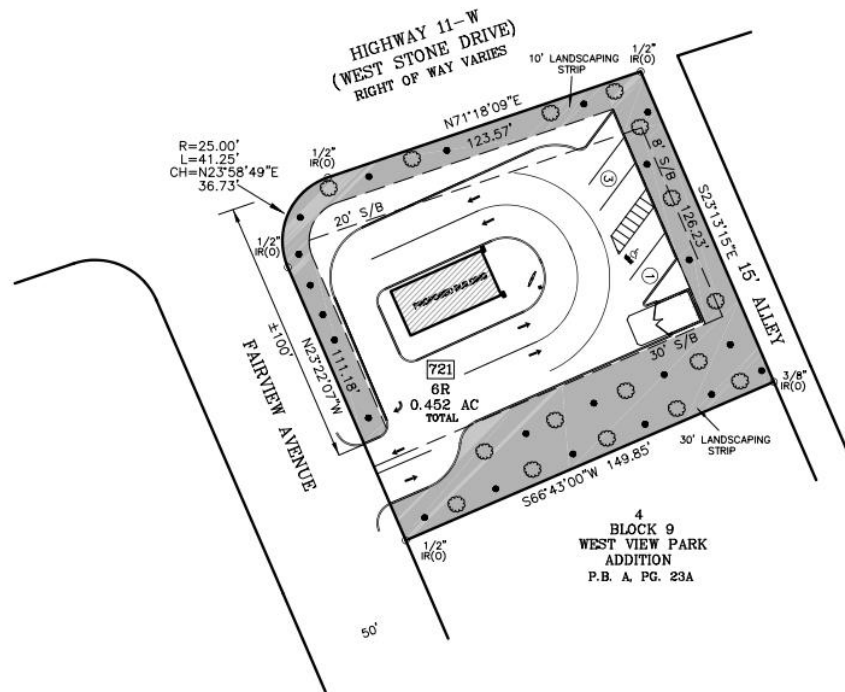 HIGHWAY 11-W
(WEST STONE DRIVE)
RIGHT OF WAY VARIES
10' LANDSCAPING
STRIP
1/2"
IR(O)
N71°18'09"E
123.57'
R=25.00'
L=41.25'
CH=N23°58'49"E
36.73'
1/2"
IR(O)
20' S/B
8' S/B
3
S23°13'15"E
126.23'
15' ALLEY
1/2"
IR(O)
PROPOSED BUILDING
1
±100'
FAIRVIEW AVENUE
N23°22'07"W
111.18'
721
6R
0.452 AC
TOTAL
30' S/B
3/8"
IR(O)
30' LANDSCAPING
STRIP
S66°43'00"W 149.85'
1/2"
IR(O)
4
BLOCK 9
WEST VIEW PARK
ADDITION
P.B. A, PG. 23A
50'